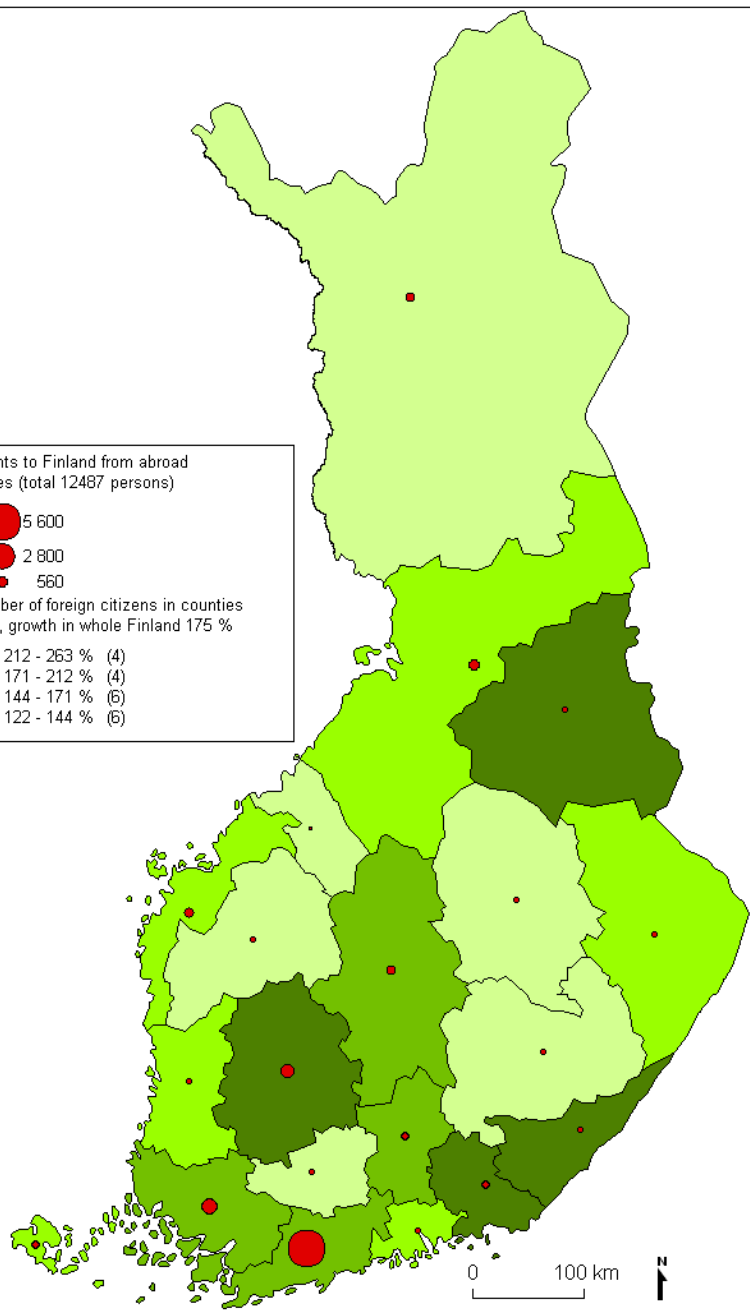 nts to Finland from abroad
es (total 12487 persons)
5 600
2 800
560
ber of foreign citizens in counties
, growth in whole Finland 175 %
212 - 263 % (4)
171 - 212 % (4)
144 - 171 % (6)
122 - 144 % (6)
N
0 100 km